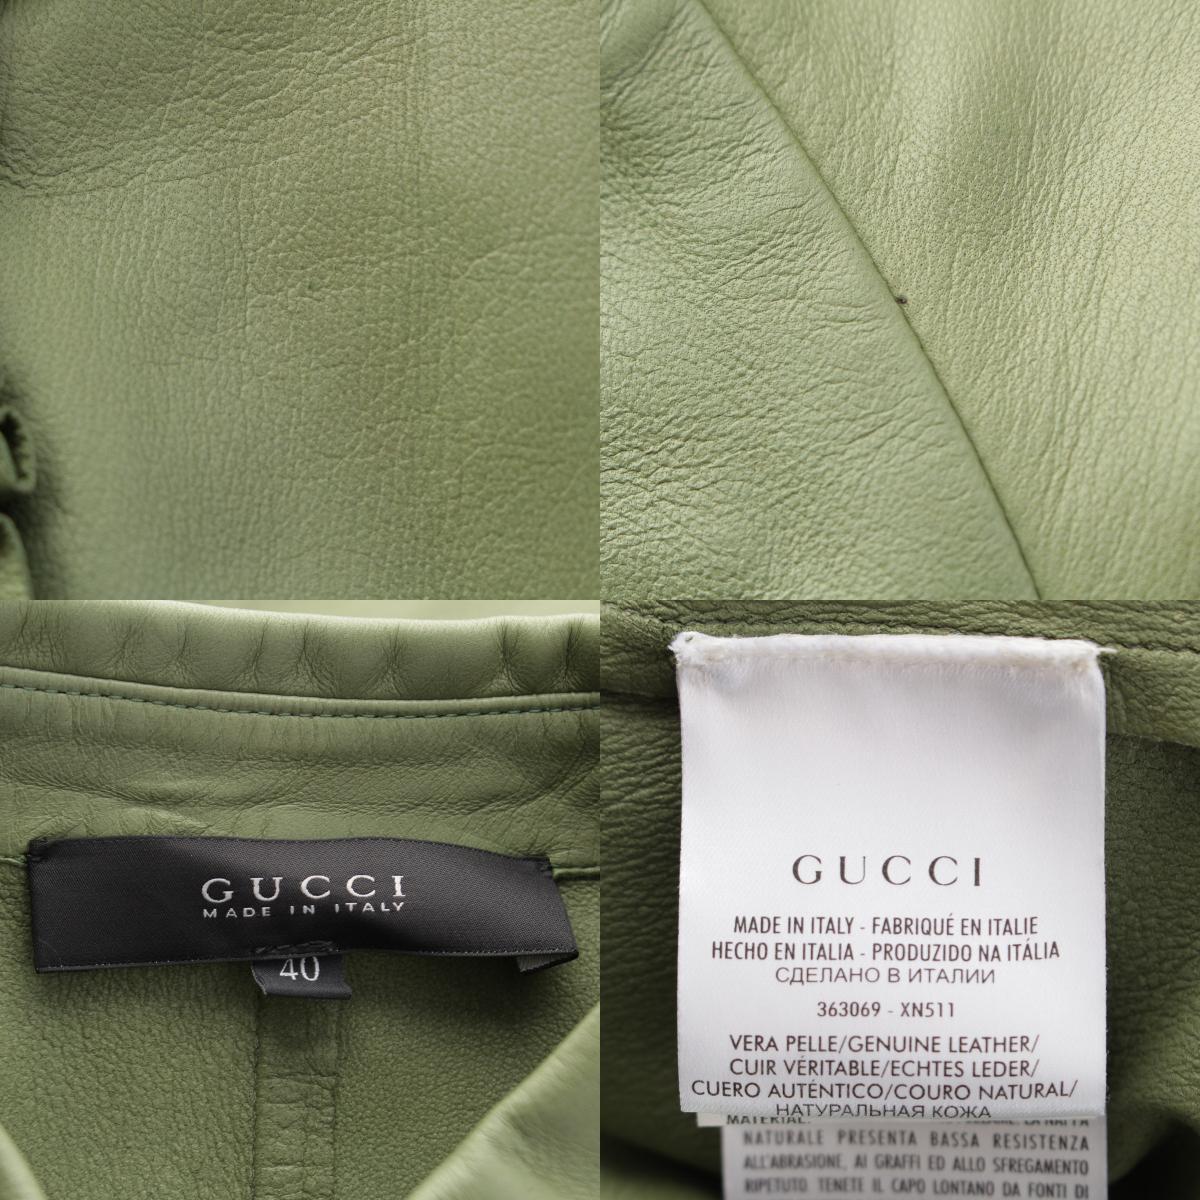 GUCCI
MADE IN ITALY
40
GUCCI
MADE IN ITALY - FABRIQUÉ EN ITALIE
HECHO EN ITALIA - PRODUZIDO NA ITÁLIA
СДЕЛАНО В ИТАЛИИ
363069 - XN511
VERA PELLE/GENUINE LEATHER/
CUIR VÉRITABLE/ECHTES LEDER/
CUERO AUTÉNTICO/COURO NATURAL/
НАТУРАЛЬНАЯ КОЖА
NATURALE PRESENTA BASSA RESISTENZA
ALL'ABRASIONE, AI GRAFFI ED ALLO SFREGAMENTO
RIPETUTO TENETE IL CAPO LONTANO DA FONTI DI